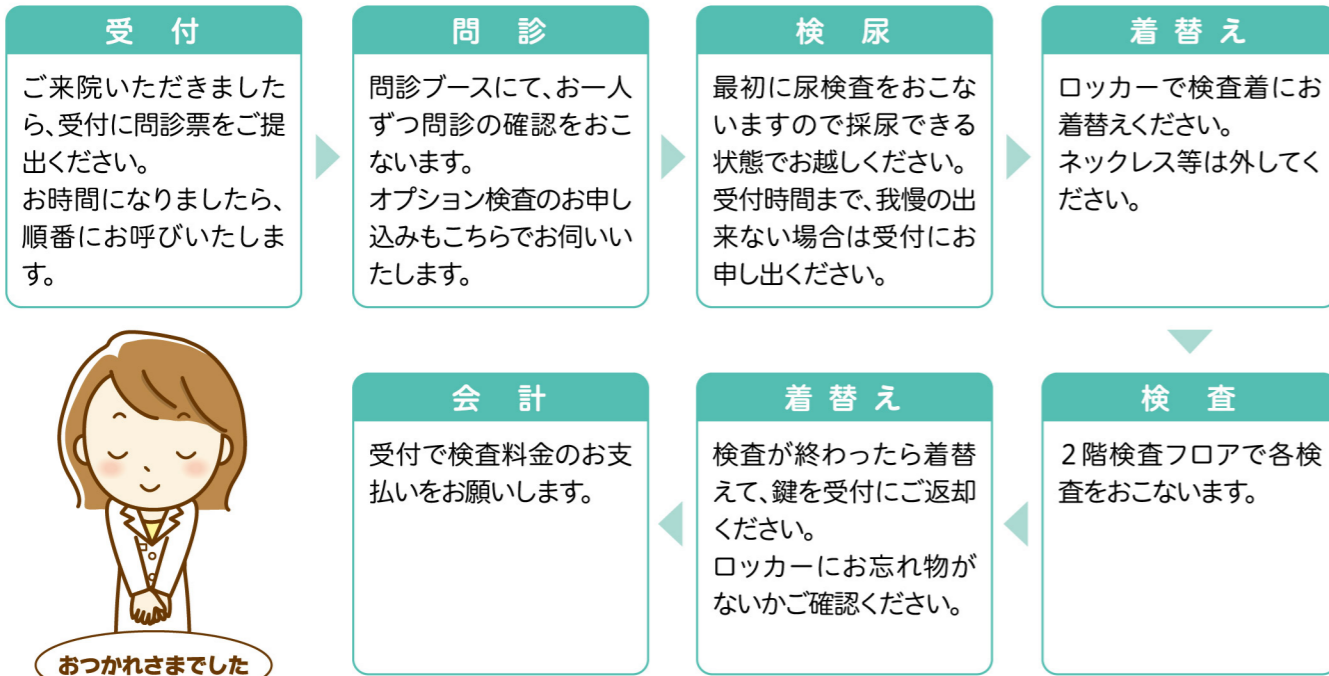 受付
ご来院いただきました
ら、受付に問診票をご提
出ください。
お時間になりましたら、
順番にお呼びいたしま
す。
問診
問診ブースにて、お一人
ずつ問診の確認をおこ
ないます。
オプション検査のお申し
込みもこちらでお伺いい
たします。
検尿
最初に尿検査をおこな
いますので採尿できる
状態でお越しください。
受付時間まで、我慢の出
来ない場合は受付にお
申し出ください。
着替え
ロッカーで検査着にお
着替えください。
ネックレス等は外してく
ださい。
検査
2階検査フロアで各検
査をおこないます。
着替え
検査が終わったら着替
えて、鍵を受付にご返却
ください。
ロッカーにお忘れ物が
ないかご確認ください。
会計
受付で検査料金のお支
払いをお願いします。
おつかれさまでした